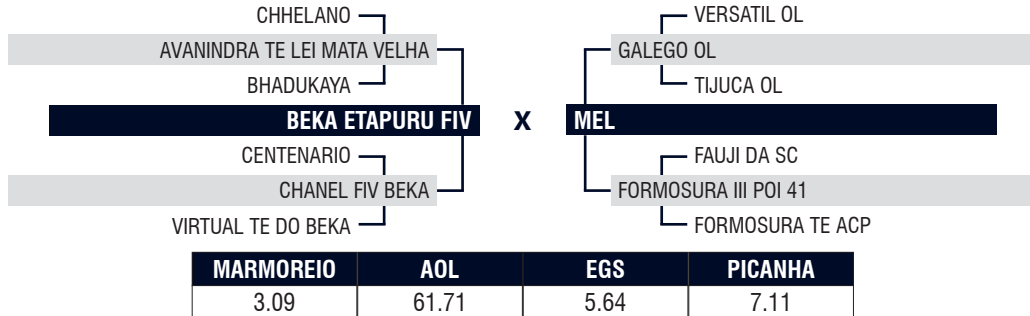 CHHELANO VERSATIL OL
AVANINDRA TE LEI MATA VELHA GALEGO OL
BHADUKAYA TIJUCA OL
BEKA ETAPURU FIV X MEL
CENTENARIO FAUJI DA SC
CHANEL FIV BEKA FORMOSURA III POI 41
VIRTUAL TE DO BEKA FORMOSURA TE ACP
MARMOREIO AOL EGS PICANHA
3.09 61.71 5.64 7.11